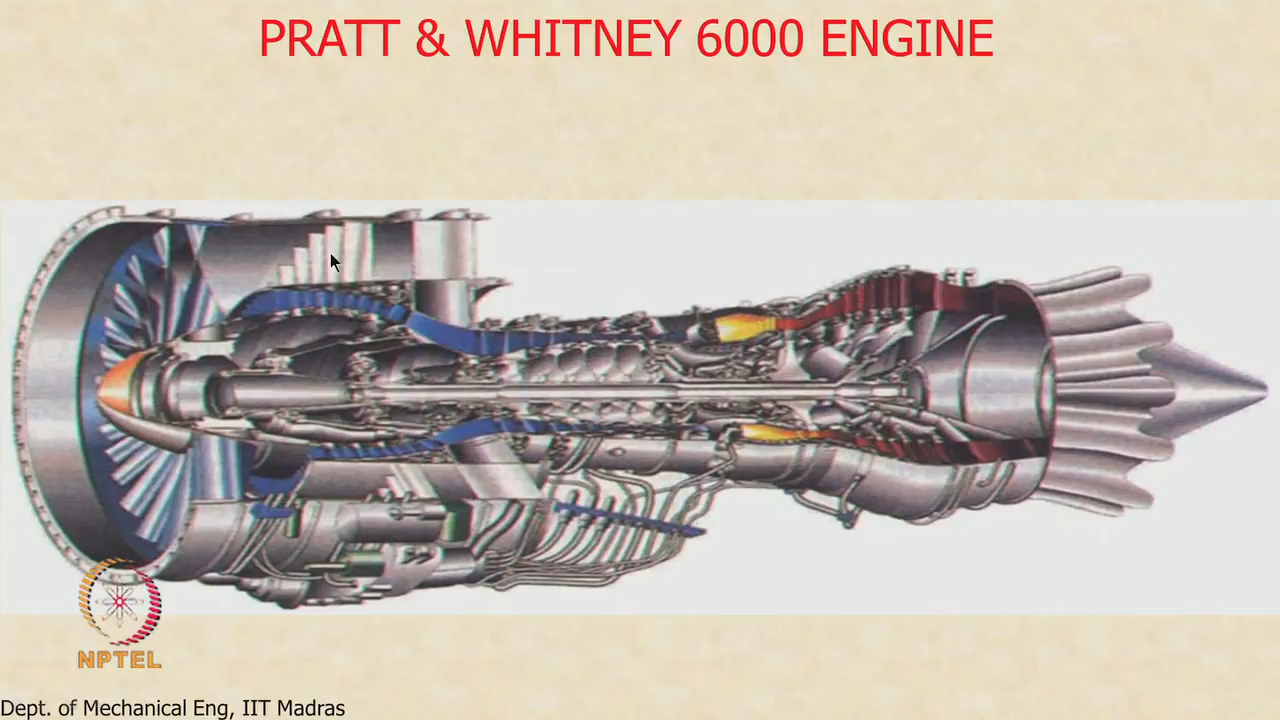 PRATT & WHITNEY 6000 ENGINE
NPTEL
Dept. of Mechanical Eng, IIT Madras